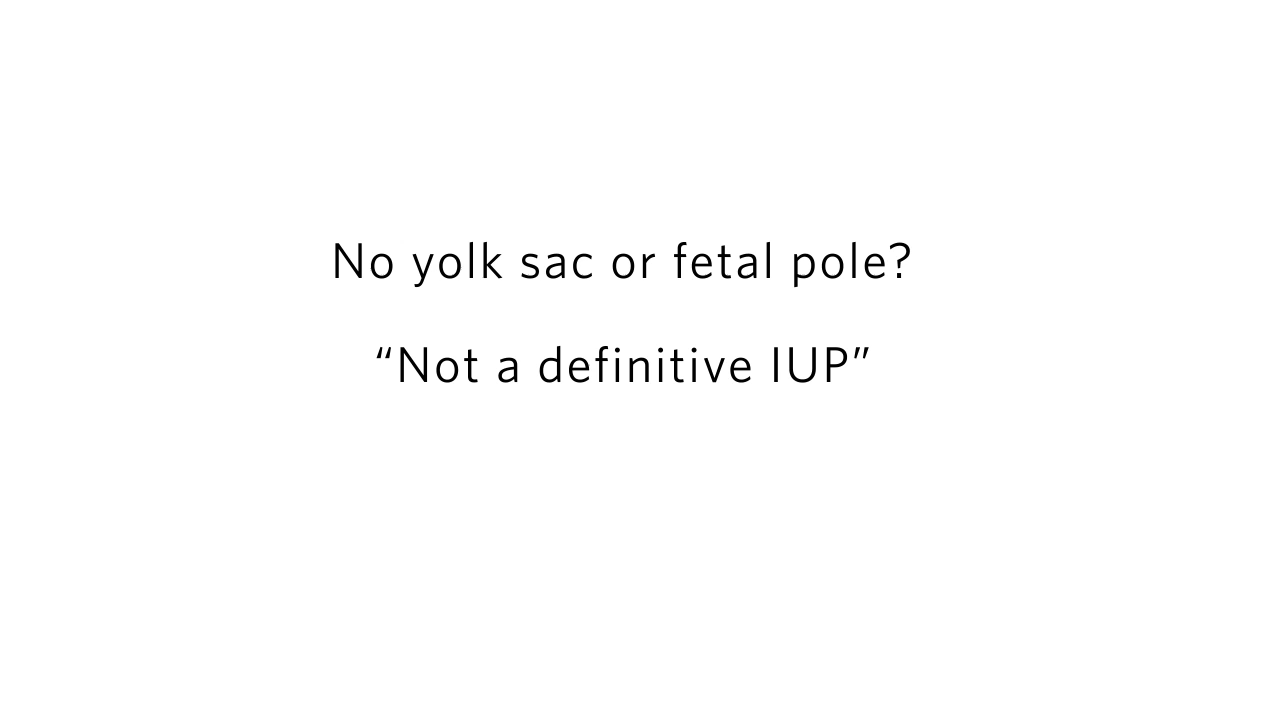 No yolk sac or fetal pole?
“Not a definitive IUP”